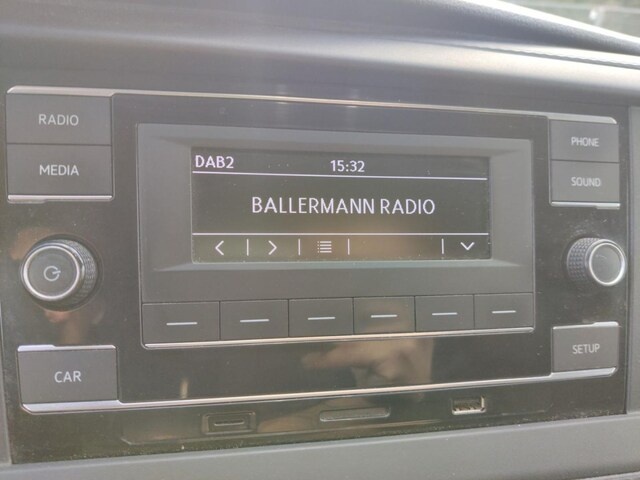 RADIO
MEDIA
PHONE
SOUND
DAB2 15:32
BALLERMANN RADIO
CAR
SETUP